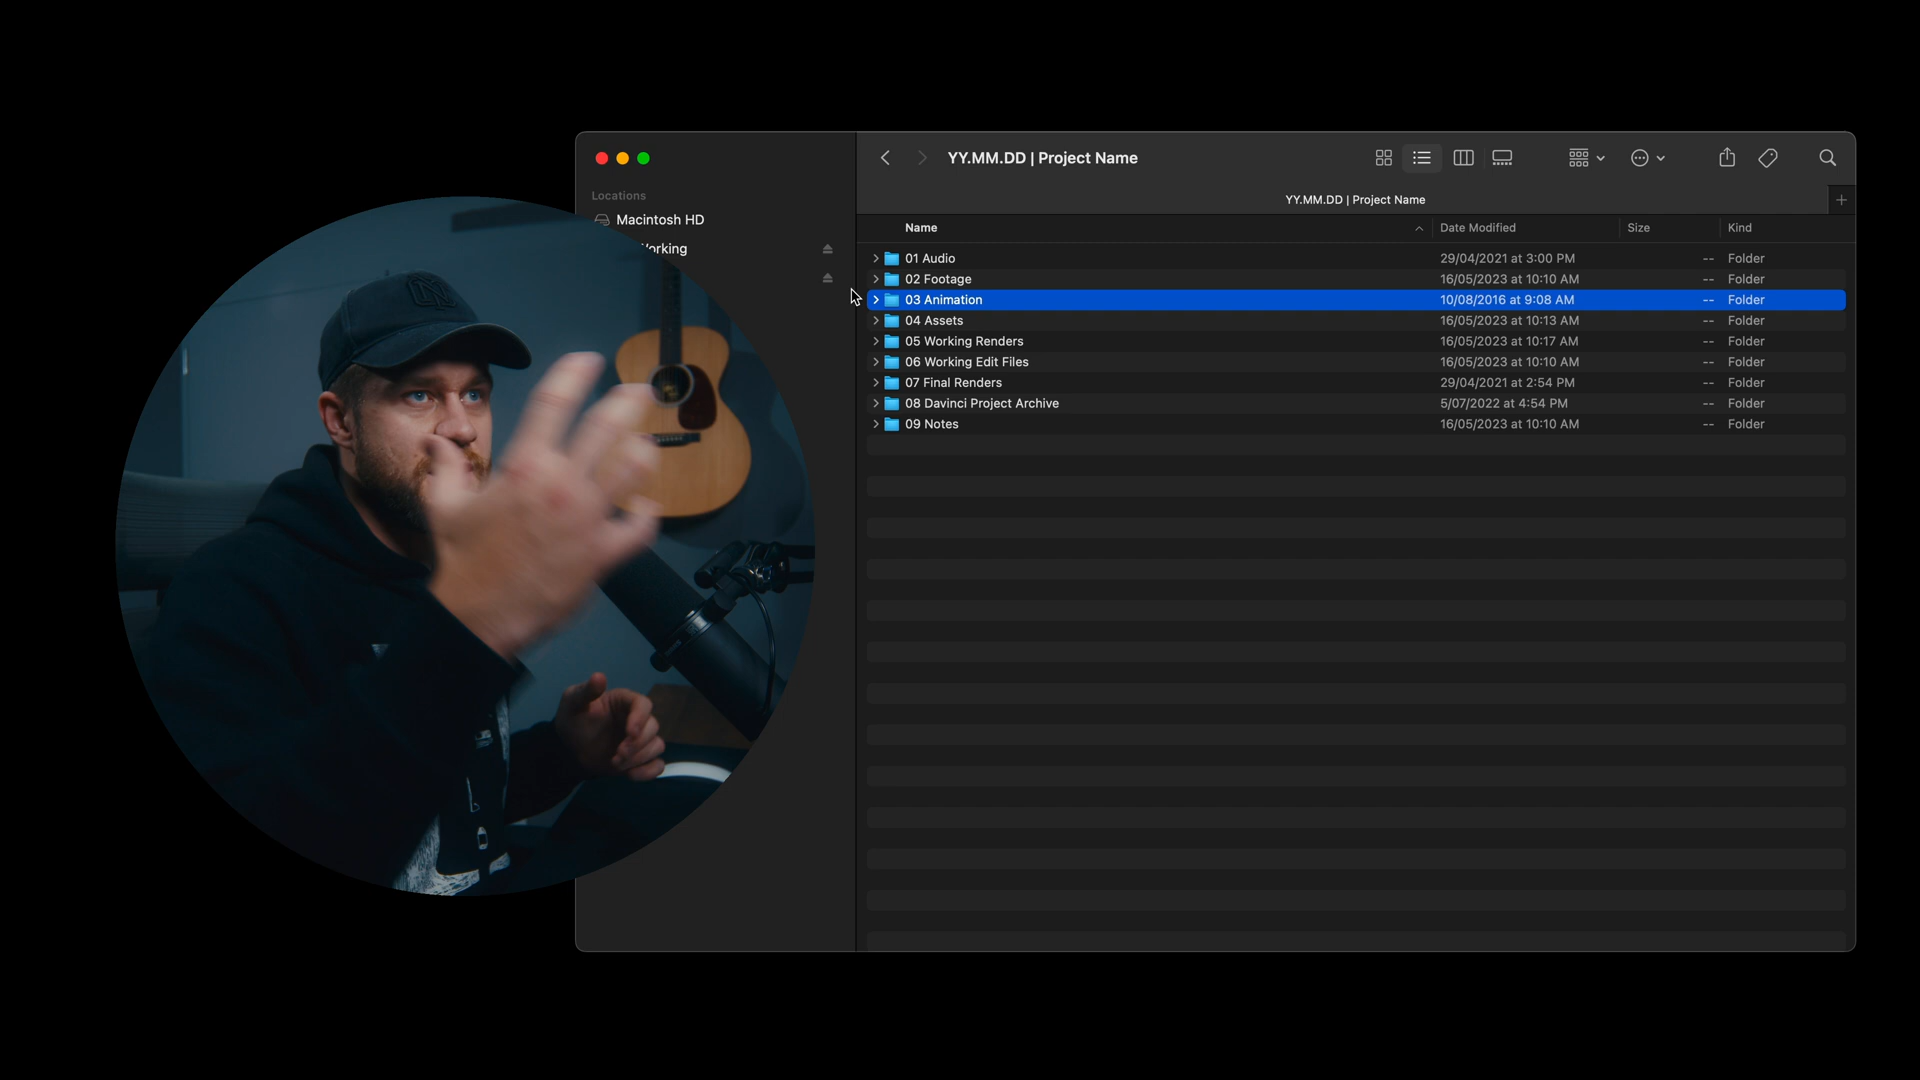 YY.MM.DD | Project Name
Locations
Macintosh HD
YY.MM.DD | Project Name
Name Date Modified Size Kind
01 Audio 29/04/2021 at 3:00 PM -- Folder
02 Footage 16/05/2023 at 10:10 AM -- Folder
03 Animation 10/08/2016 at 9:08 AM -- Folder
04 Assets 16/05/2023 at 10:13 AM -- Folder
05 Working Renders 16/05/2023 at 10:17 AM -- Folder
06 Working Edit Files 16/05/2023 at 10:10 AM -- Folder
07 Final Renders 29/04/2021 at 2:54 PM -- Folder
08 Davinci Project Archive 5/07/2022 at 4:54 PM -- Folder
09 Notes 16/05/2023 at 10:10 AM -- Folder